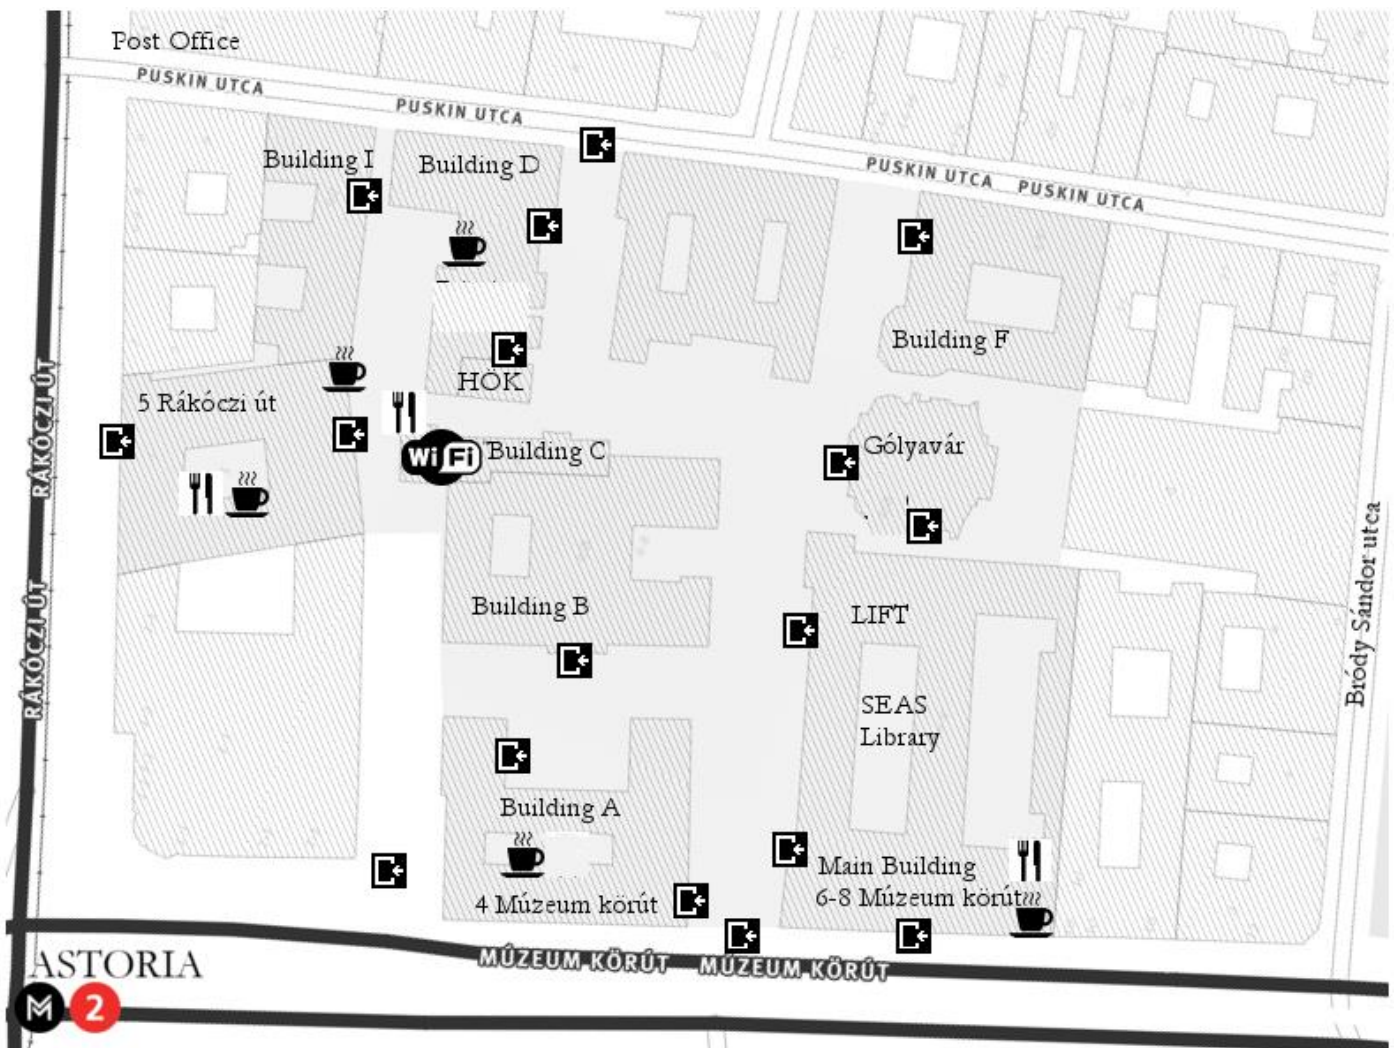 Post Office
PUSKIN UTCA
PUSKIN UTCA
PUSKIN UTCA
PUSKIN UTCA
Building I
Building D
Building F
HÖK
5 Rákóczi út
RÁKÓCZI ÚT
Wi Fi
Building C
Gólyavár
Building B
LIFT
SEAS
Library
Bródy Sándor utca
RÁKÓCZI ÚT
Building A
4 Múzeum körút
Main Building
6-8 Múzeum körút
MÚZEUM KÖRÚT
MÚZEUM KÖRÚT
ASTORIA
M 2